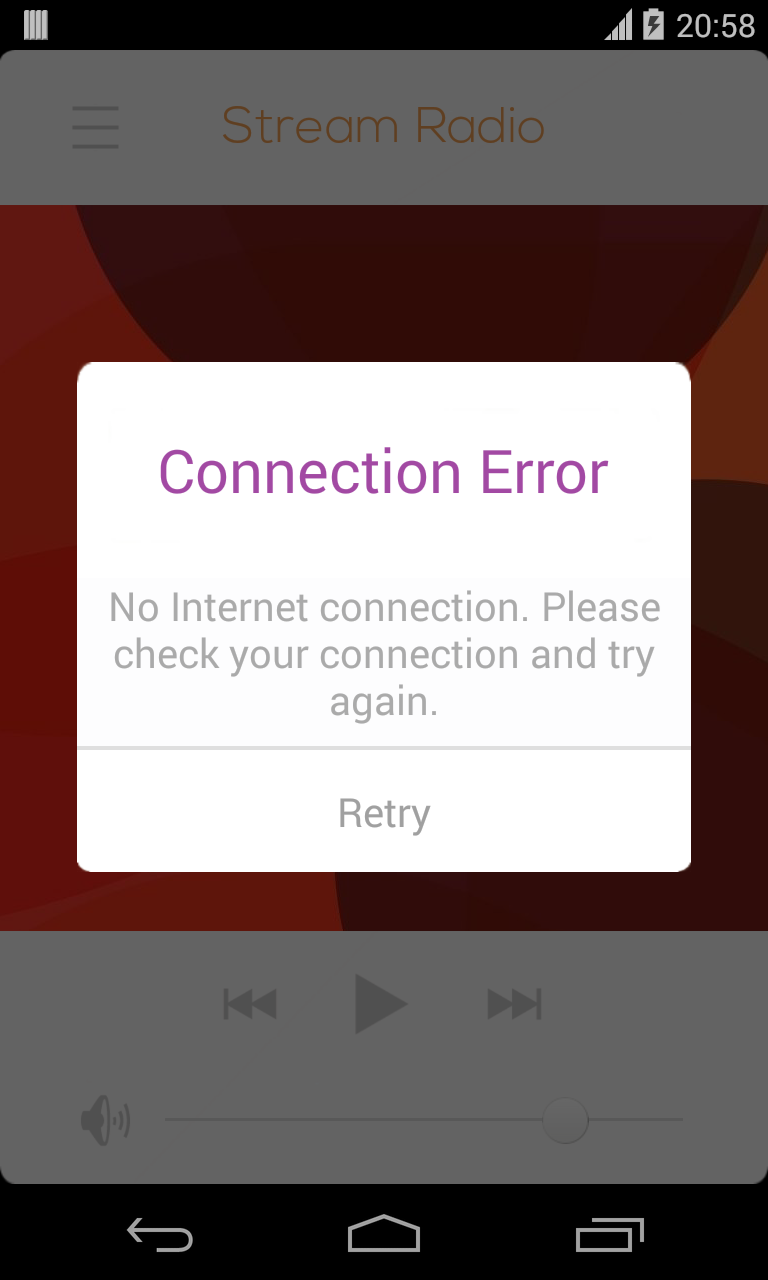 20:58
Stream Radio
Connection Error
No Internet connection. Please
check your connection and try
again.
Retry